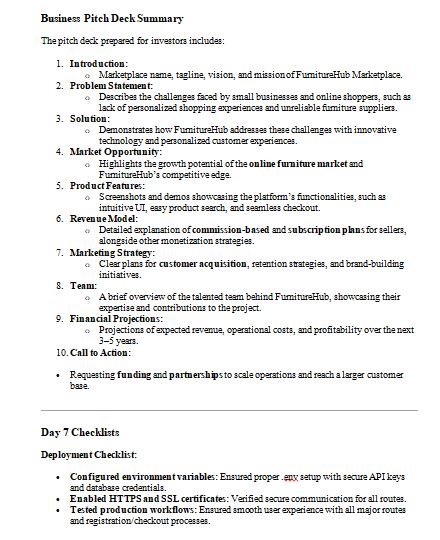 Business Pitch Deck Summary
The pitch deck prepared for investors includes:
1. Introduction:
o Marketplace name, tagline, vision, and mission of FurnitureHub Marketplace.
2. Problem Statement:
o Describes the challenges faced by small businesses and online shoppers, such as
lack of personalized shopping experiences and unreliable furniture suppliers.
3. Solution:
o Demonstrates how FurnitureHub addresses these challenges with innovative
technology and personalized customer experiences.
4. Market Opportunity:
o Highlights the growth potential of the online furniture market and
FurnitureHub's competitive edge.
5. Product Features:
o Screenshots and demos showcasing the platform's functionalities, such as
intuitive UI, easy product search, and seamless checkout.
6. Revenue Model:
o Detailed explanation of commission-based and subscription plans for sellers,
alongside other monetization strategies.
7. Marketing Strategy:
o Clear plans for customer acquisition, retention strategies, and brand-building
initiatives.
8. Team:
o A brief overview of the talented team behind FurnitureHub, showcasing their
expertise and contributions to the project.
9. Financial Projections:
o Projections of expected revenue, operational costs, and profitability over the next
3–5 years.
10. Call to Action:
• Requesting funding and partnerships to scale operations and reach a larger customer
base.
Day 7 Checklists
Deployment Checklist:
• Configured environment variables: Ensured proper .env setup with secure API keys
and database credentials.
• Enabled HTTPS and SSL certificates: Verified secure communication for all routes.
• Tested production workflows: Ensured smooth user experience with all major routes
and registration/checkout processes.